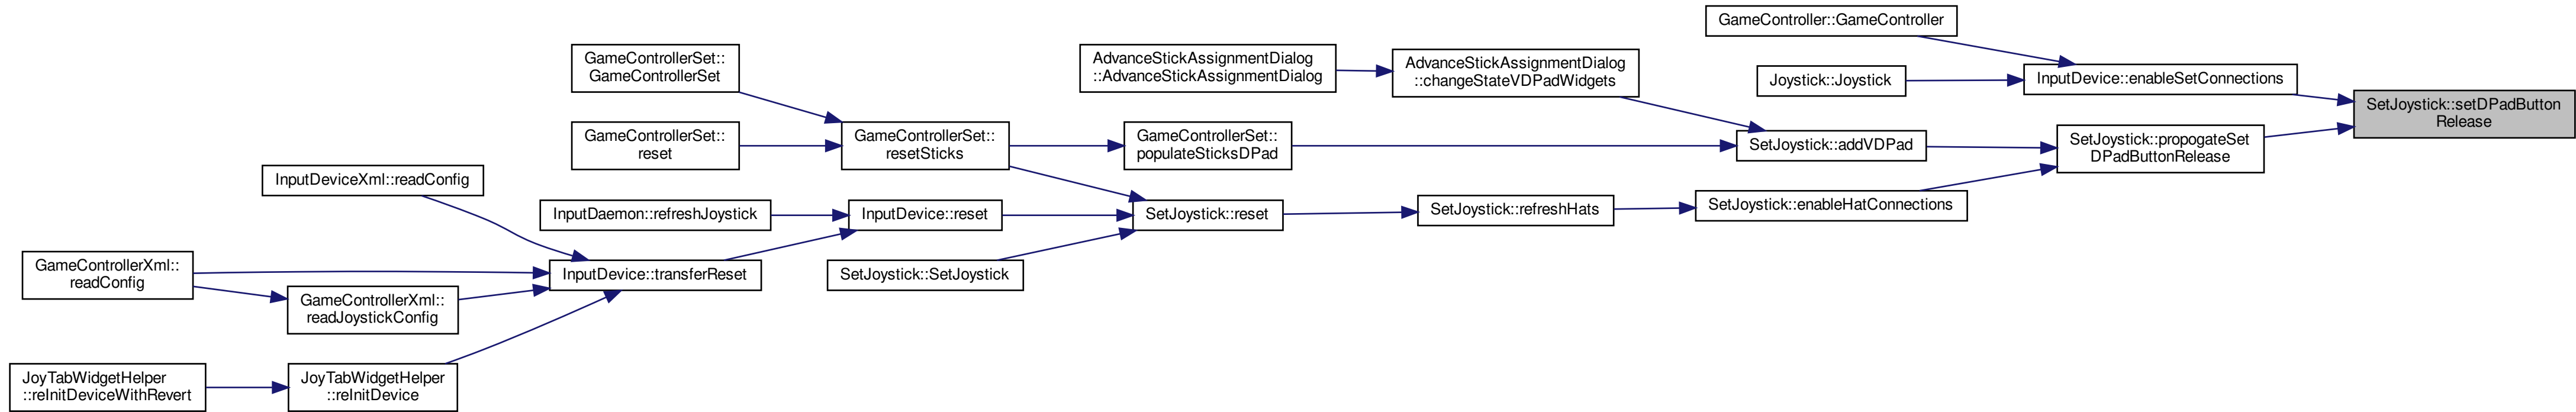 GameController::GameController
GameControllerSet::
GameControllerSet
AdvanceStickAssignmentDialog
::AdvanceStickAssignmentDialog
AdvanceStickAssignmentDialog
::changeStateVDPadWidgets
Joystick::Joystick
InputDevice::enableSetConnections
SetJoystick::setDPadButton
Release
GameControllerSet::
reset
GameControllerSet::
resetSticks
GameControllerSet::
populateSticksDPad
SetJoystick::addVDPad
SetJoystick::propogateSet
DPadButtonRelease
InputDeviceXml::readConfig
InputDaemon::refreshJoystick
InputDevice::reset
SetJoystick::reset
SetJoystick::refreshHats
SetJoystick::enableHatConnections
GameControllerXml::
readConfig
GameControllerXml::
readJoystickConfig
InputDevice::transferReset
SetJoystick::SetJoystick
JoyTabWidgetHelper
::reInitDeviceWithRevert
JoyTabWidgetHelper
::reInitDevice